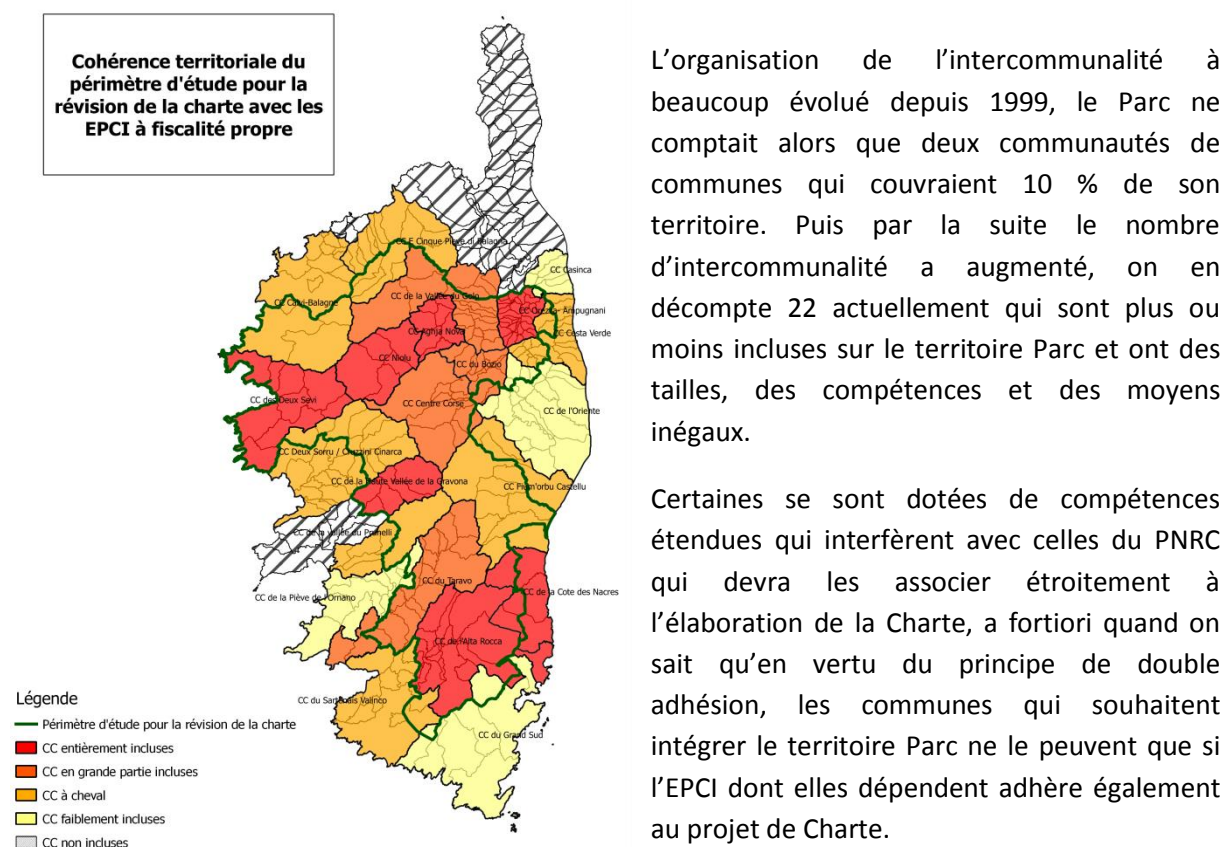 Cohérence territoriale du
périmètre d'étude pour la
révision de la charte avec les
EPCI à fiscalité propre
CC E Cinque Pieve di Balagna
CC Casinca
CC Calvi-Balagne
CC de la Vallée du Golo
CC Orezza-Ampugnani
CC Aghja Nova
CC Costa Verde
CC Niolu
CC du Bozio
CC des Deux Sevi
CC Centre Corse
CC de l'Oriente
CC Deux Sorru / Cruzini Cinarca
CC de la Haute Vallée de la Gravona
CC Fium'orbu Castellu
CC de la vallée du Prunelli
CC du Taravo
CC de la Cote des Nacres
CC de la Piève de l'Ornano
CC de l'Alta Rocca
CC du Sartenais Valinco
CC du Grand Sud
Légende
Périmètre d'étude pour la révision de la charte
CC entièrement incluses
CC en grande partie incluses
CC à cheval
CC faiblement incluses
CC non incluses
L'organisation de l'intercommunalité à
beaucoup évolué depuis 1999, le Parc ne
comptait alors que deux communautés de
communes qui couvraient 10 % de son
territoire. Puis par la suite le nombre
d'intercommunalité a augmenté, on en
décompte 22 actuellement qui sont plus ou
moins incluses sur le territoire Parc et ont des
tailles, des compétences et des moyens
inégaux.
Certaines se sont dotées de compétences
étendues qui interfèrent avec celles du PNRC
qui devra les associer étroitement à
l'élaboration de la Charte, a fortiori quand on
sait qu'en vertu du principe de double
adhésion, les communes qui souhaitent
intégrer le territoire Parc ne le peuvent que si
l'EPCI dont elles dépendent adhère également
au projet de Charte.